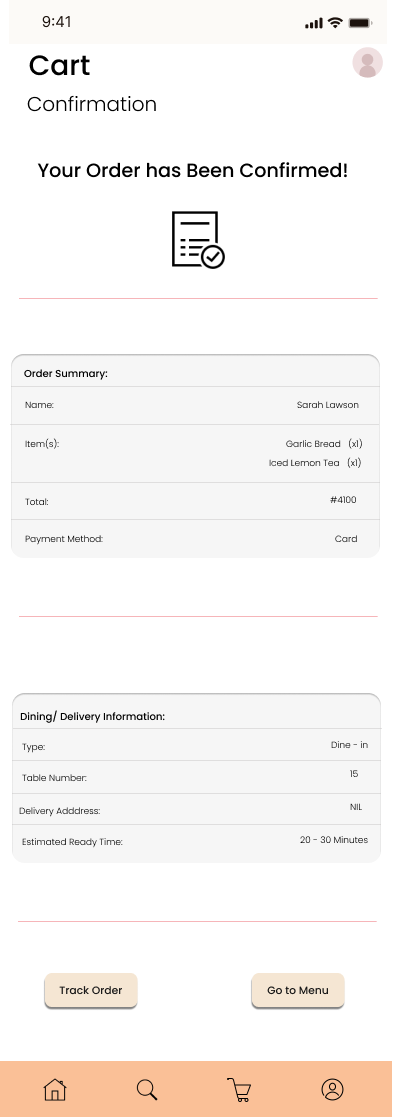 9:41
Cart
Confirmation
Your Order has Been Confirmed!
Order Summary:
Name: Sarah Lawson
Item(s): Garlic Bread (x1)
Iced Lemon Tea (x1)
Total: #4100
Payment Method: Card
Dining/ Delivery Information:
Type: Dine - in
Table Number: 15
Delivery Adddress: NIL
Estimated Ready Time: 20 - 30 Minutes
Track Order Go to Menu